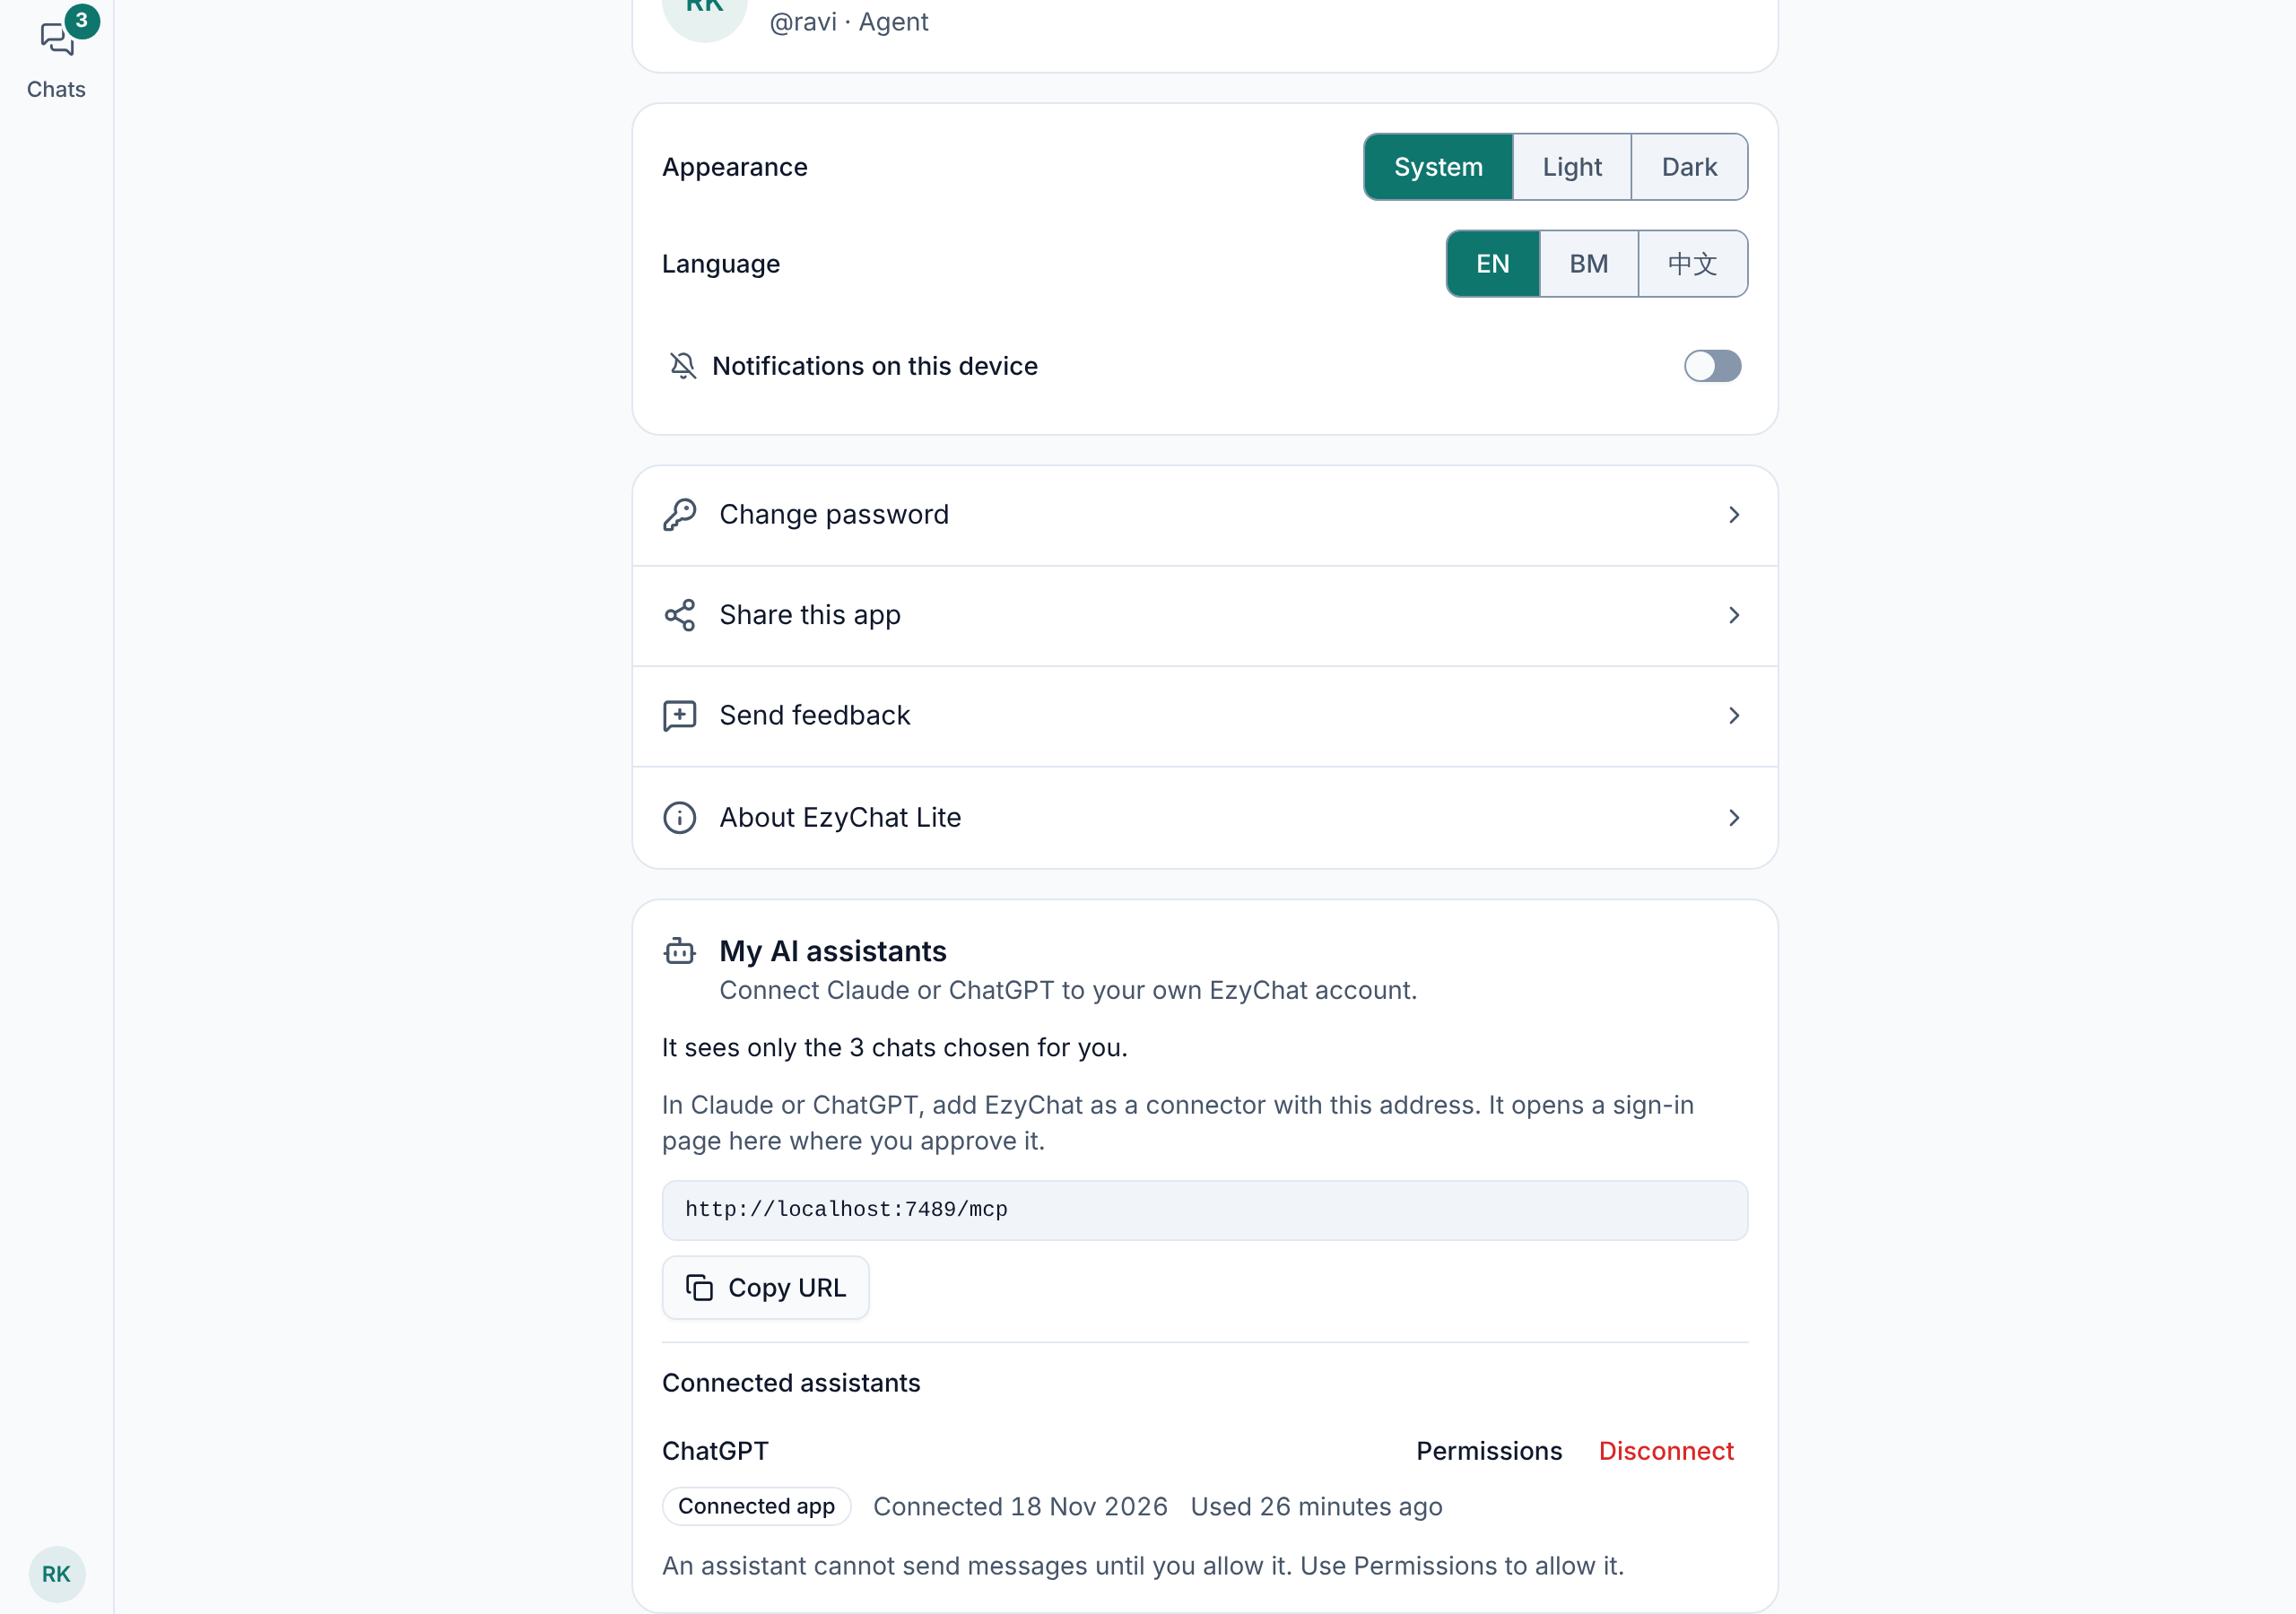 3
Chats
RK
@ravi · Agent
Appearance
System
Light
Dark
Language
EN
BM
中文
Notifications on this device
Change password
Share this app
Send feedback
About EzyChat Lite
My AI assistants
Connect Claude or ChatGPT to your own EzyChat account.
It sees only the 3 chats chosen for you.
In Claude or ChatGPT, add EzyChat as a connector with this address. It opens a sign-in
page here where you approve it.
http://localhost:7489/mcp
Copy URL
Connected assistants
ChatGPT
Permissions
Disconnect
Connected app
Connected 18 Nov 2026
Used 26 minutes ago
An assistant cannot send messages until you allow it. Use Permissions to allow it.
RK